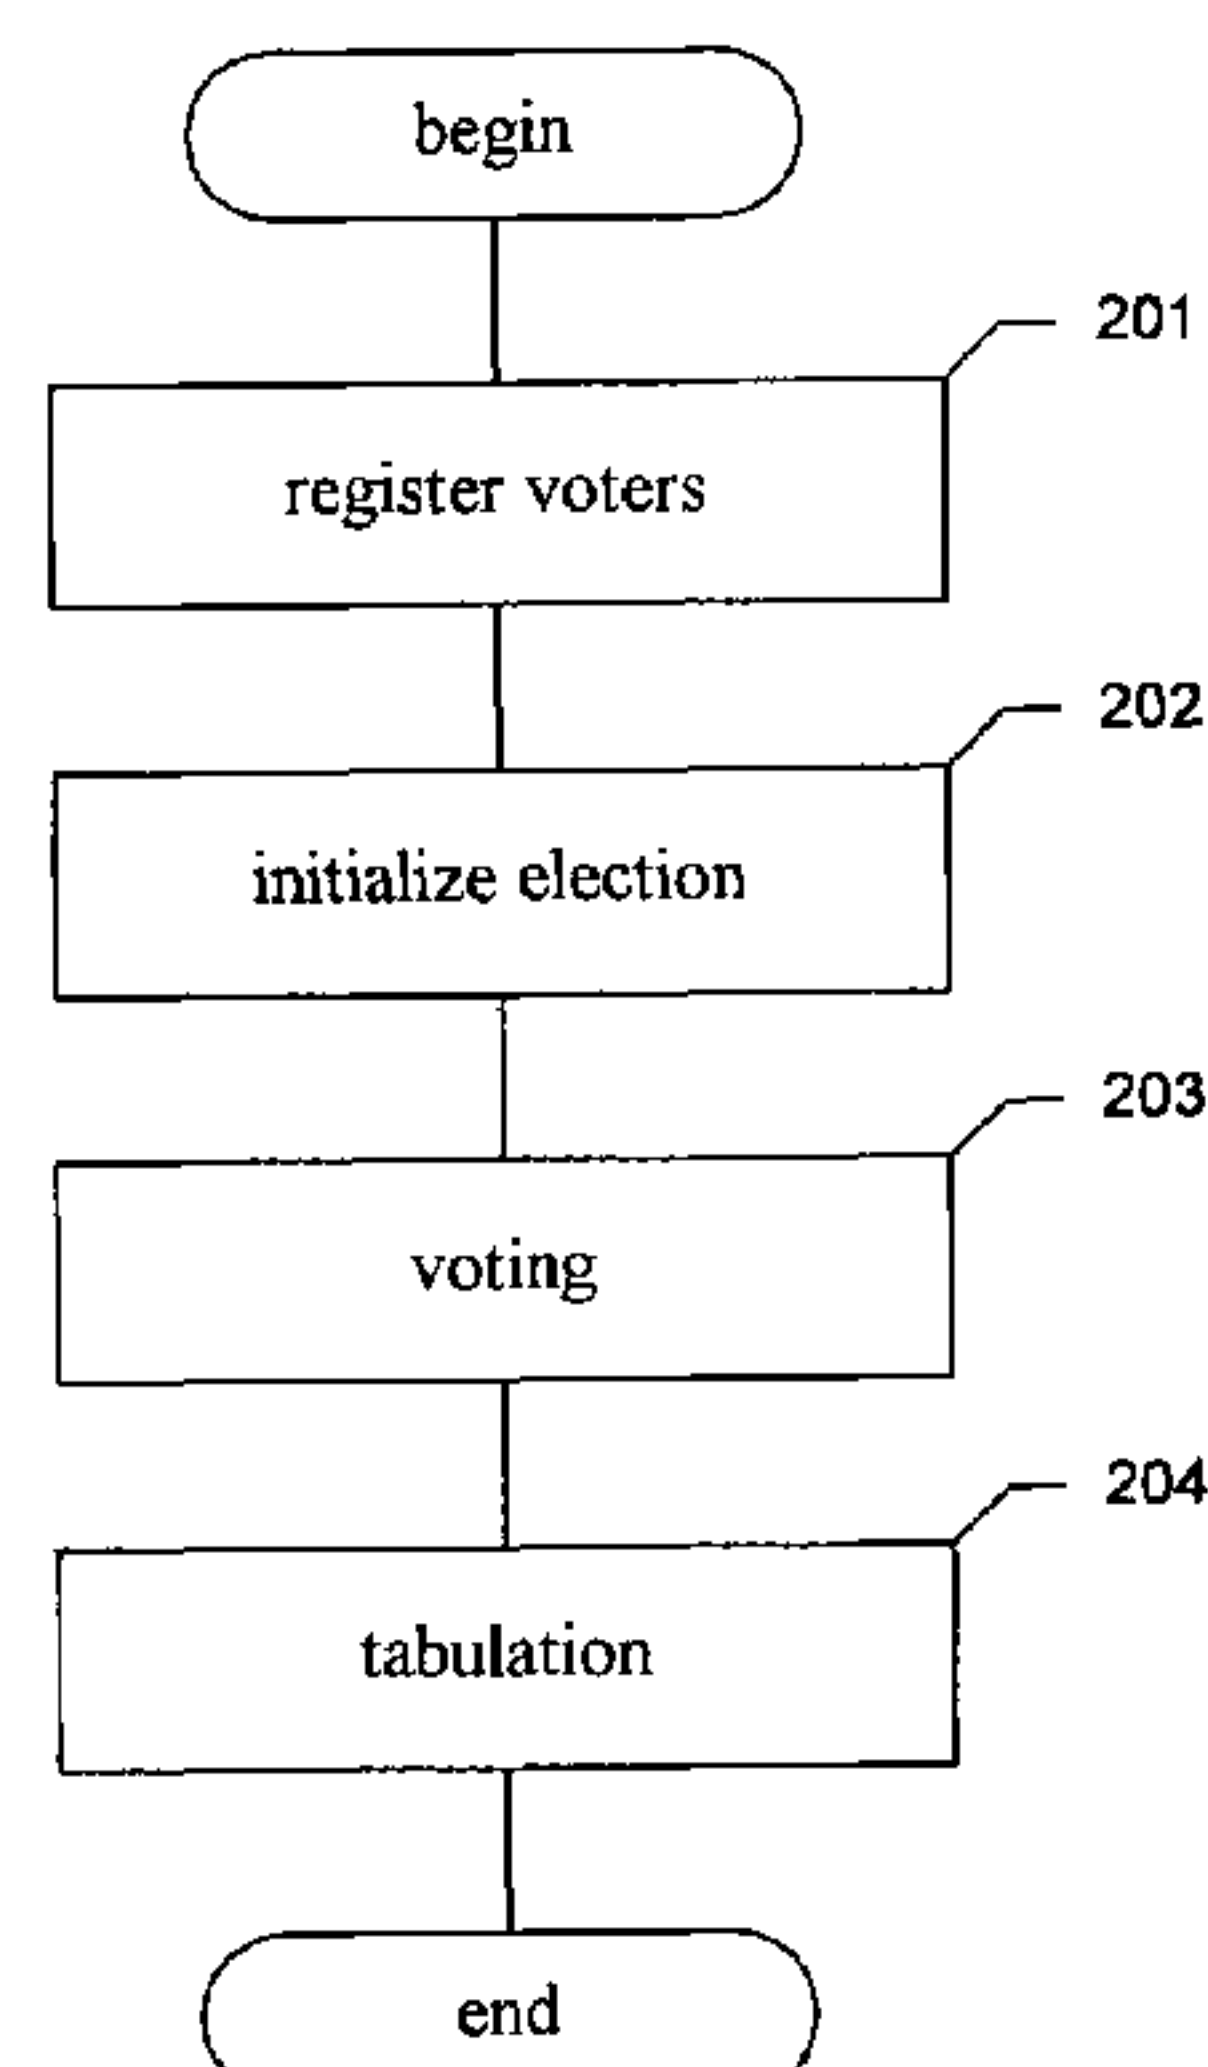 begin
201
register voters
202
initialize election
203
voting
204
tabulation
end